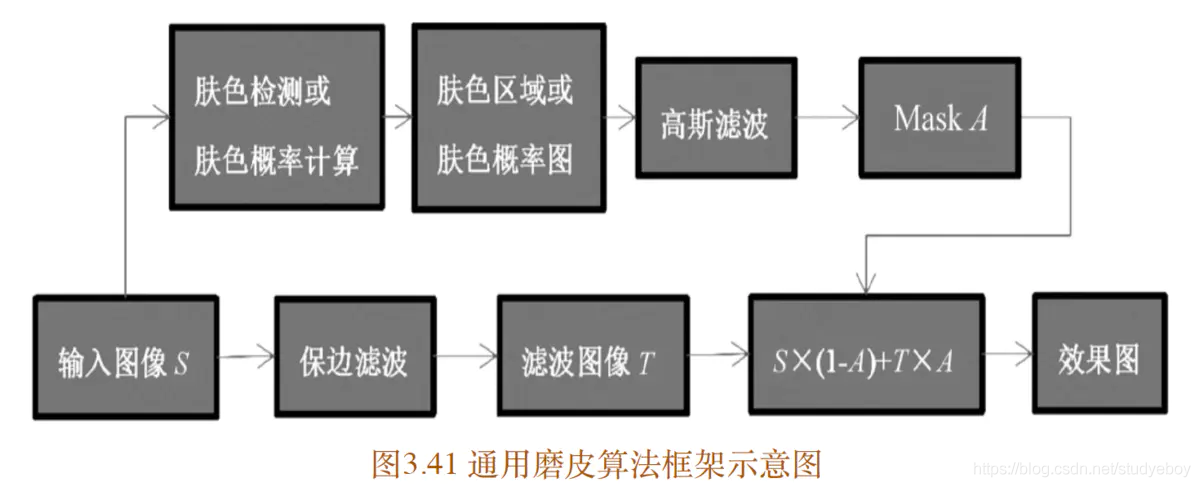 肤色检测或
肤色概率计算
肤色区域或
肤色概率图
高斯滤波
Mask A
输入图像 S
保边滤波
滤波图像 T
S×(1-A)+T×A
效果图
图3.41 通用磨皮算法框架示意图
https://blog.csdn.net/studyeboy